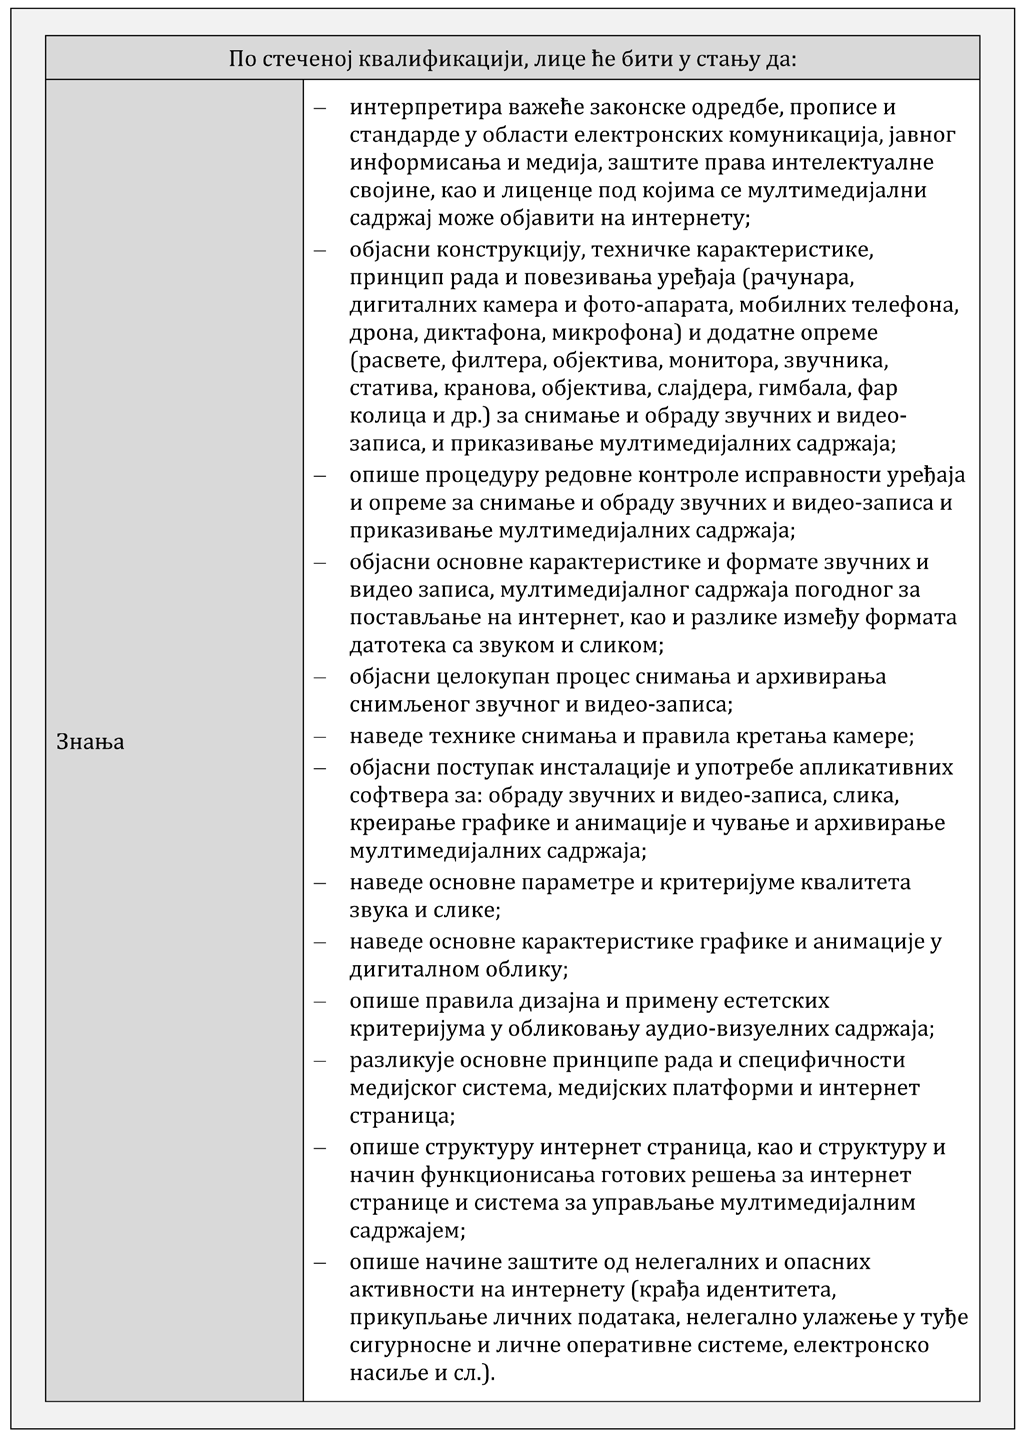 По стеченој квалификацији, лице ће бити у стању да:
Знања
– интерпретира важеће законске одредбе, прописе и
стандарде у области електронских комуникација, јавног
информисања и медија, заштите права интелектуалне
својине, као и лиценце под којима се мултимедијални
садржај може објавити на интернету;
– објасни конструкцију, техничке карактеристике,
принцип рада и повезивања уређаја (рачунара,
дигиталних камера и фото-апарата, мобилних телефона,
дрона, диктафона, микрофона) и додатне опреме
(расвете, филтера, објектива, монитора, звучника,
статива, кранова, објектива, слајдера, гимбала, фар
колица и др.) за снимање и обраду звучних и видео-
записа, и приказивање мултимедијалних садржаја;
– опише процедуру редовне контроле исправности уређаја
и опреме за снимање и обраду звучних и видео-записа и
приказивање мултимедијалних садржаја;
– објасни основне карактеристике и формате звучних и
видео записа, мултимедијалног садржаја погодног за
постављање на интернет, као и разлике између формата
датотека са звуком и сликом;
– објасни целокупан процес снимања и архивирања
снимљеног звучног и видео-записа;
– наведе технике снимања и правила кретања камере;
– објасни поступак инсталације и употребе апликативних
софтвера за: обраду звучних и видео-записа, слика,
креирање графике и анимације и чување и архивирање
мултимедијалних садржаја;
– наведе основне параметре и критеријуме квалитета
звука и слике;
– наведе основне карактеристике графике и анимације у
дигиталном облику;
– опише правила дизајна и примену естетских
критеријума у обликовању аудио-визуелних садржаја;
– разликује основне принципе рада и специфичности
медијског система, медијских платформи и интернет
страница;
– опише структуру интернет страница, као и структуру и
начин функционисања готових решења за интернет
странице и система за управљање мултимедијалним
садржајем;
– опише начине заштите од нелегалних и опасних
активности на интернету (крађа идентитета,
прикупљање личних података, нелегално улажење у туђе
сигурносне и личне оперативне системе, електронско
насиље и сл.).